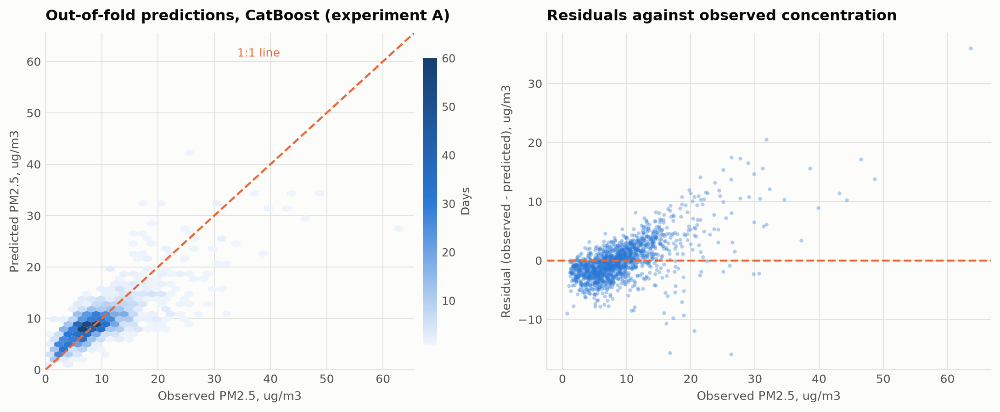 Out-of-fold predictions, CatBoost (experiment A)
1:1 line
60
50
40
30
20
10
0
0 10 20 30 40 50 60
Predicted PM2.5, ug/m3
Observed PM2.5, ug/m3
60
50
40
30
20
10
Days
Residuals against observed concentration
30
20
10
0
−10
0 10 20 30 40 50 60
Residual (observed - predicted), ug/m3
Observed PM2.5, ug/m3